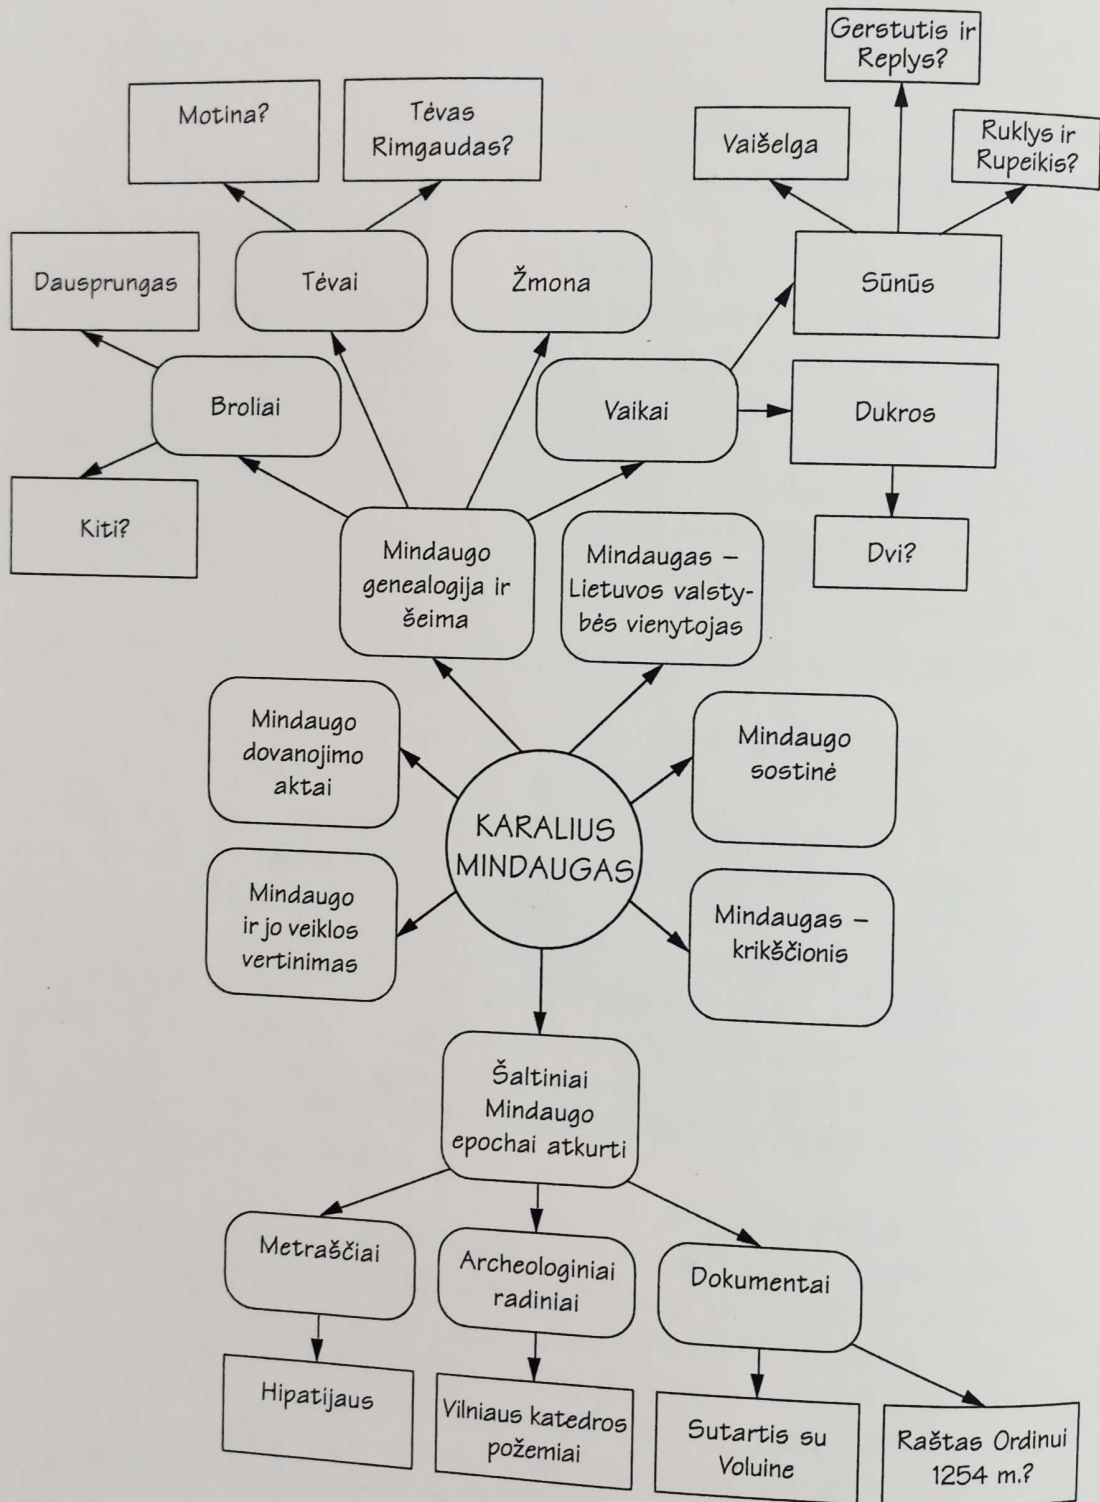 Gerstutis ir
Replys?
Motina?
Tėvas
Rimgaudas?
Vaišelga
Ruklys ir
Rupeikis?
Dausprungas
Tėvai
Žmona
Sūnūs
Broliai
Vaikai
Dukros
Kiti?
Mindaugo
genealogija ir
šeima
Mindaugas –
Lietuvos valsty-
bės vienytojas
Dvi?
Mindaugo
dovanojimo
aktai
Mindaugo
sostinė
KARALIUS
MINDAUGAS
Mindaugo
ir jo veiklos
vertinimas
Mindaugas –
krikščionis
Šaltiniai
Mindaugo
epochai atkurti
Metraščiai
Archeologiniai
radiniai
Dokumentai
Hipatijaus
Vilniaus katedros
požemiai
Sutartis su
Voluine
Raštas Ordinui
1254 m.?